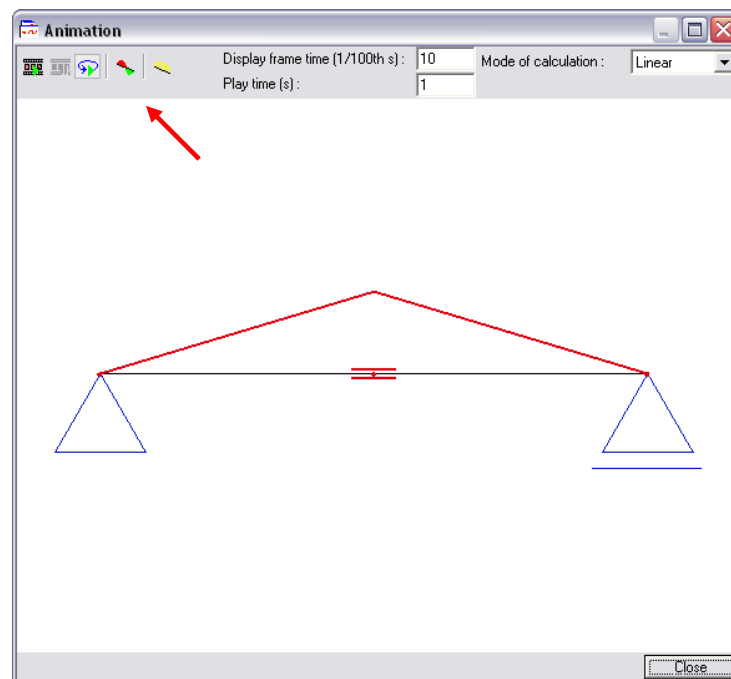 Animation
Display frame time (1/100th s) : 10 Mode of calculation : Linear
Play time (s) : 1
Close